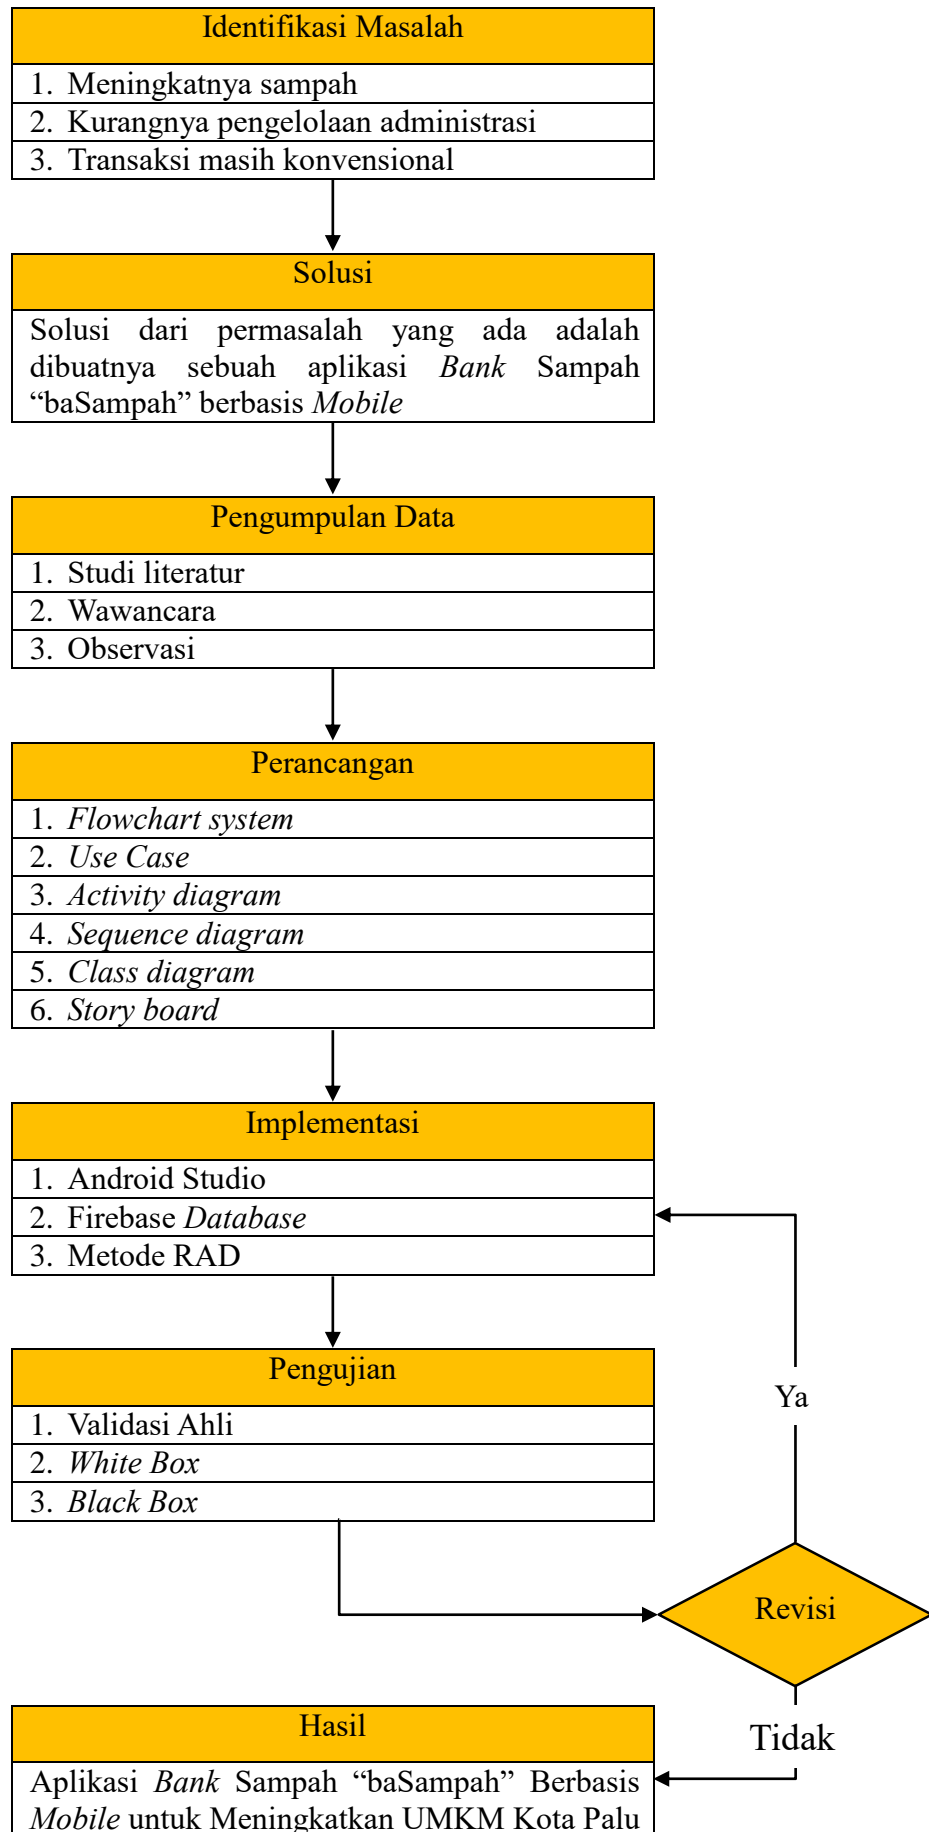 Identifikasi Masalah
1. Meningkatnya sampah
2. Kurangnya pengelolaan administrasi
3. Transaksi masih konvensional
Solusi
Solusi dari permasalah yang ada adalah
dibuatnya sebuah aplikasi Bank Sampah
“baSampah” berbasis Mobile
Pengumpulan Data
1. Studi literatur
2. Wawancara
3. Observasi
Perancangan
1. Flowchart system
2. Use Case
3. Activity diagram
4. Sequence diagram
5. Class diagram
6. Story board
Implementasi
1. Android Studio
2. Firebase Database
3. Metode RAD
Pengujian
1. Validasi Ahli
2. White Box
3. Black Box
Ya
Revisi
Tidak
Hasil
Aplikasi Bank Sampah “baSampah” Berbasis
Mobile untuk Meningkatkan UMKM Kota Palu